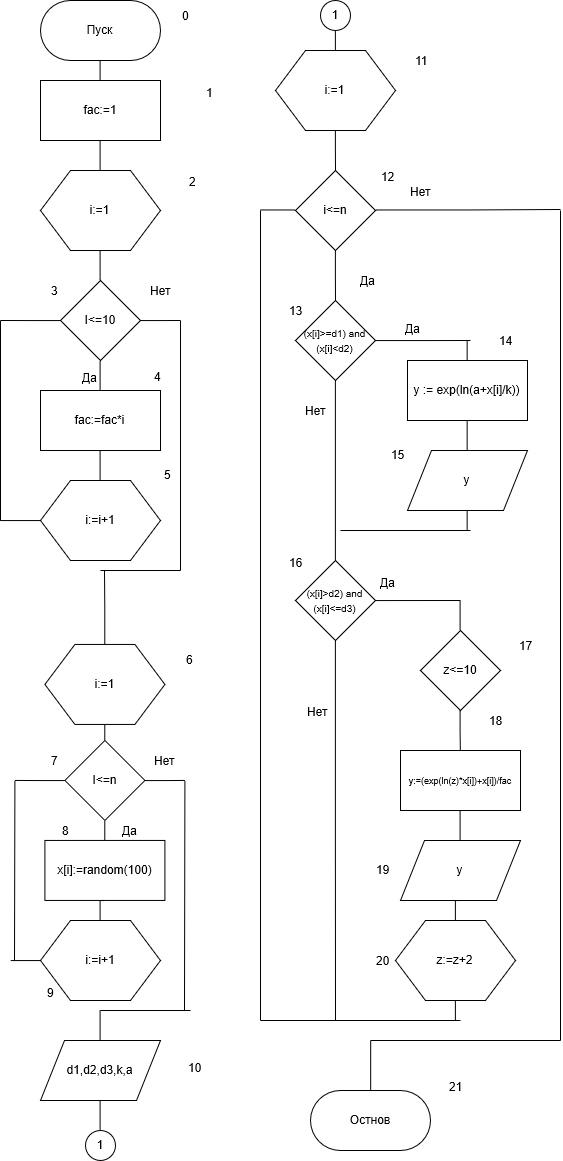 Пуск
0
fac:=1
1
i:=1
2
3
I<=10
Нет
Да
4
fac:=fac*i
5
i:=i+1
6
i:=1
7
I<=n
Нет
8
Да
x[i]:=random(100)
i:=i+1
9
d1,d2,d3,k,a
10
1
1
11
i:=1
12
i<=n
Нет
Да
13
(x[i]>=d1) and
(x[i]<d2)
Да
14
y := exp(ln(a+x[i]/k))
Нет
15
y
16
(x[i]>d2) and
(x[i]<=d3)
Да
17
z<=10
Нет
18
y:=(exp(ln(z)*x[i])+x[i])/fac
19
y
20
z:=z+2
21
Остнов